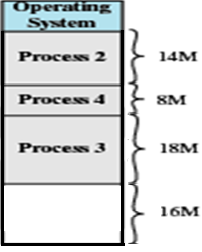 Operating
System
Process 2
14M
Process 4
8M
Process 3
18M
16M